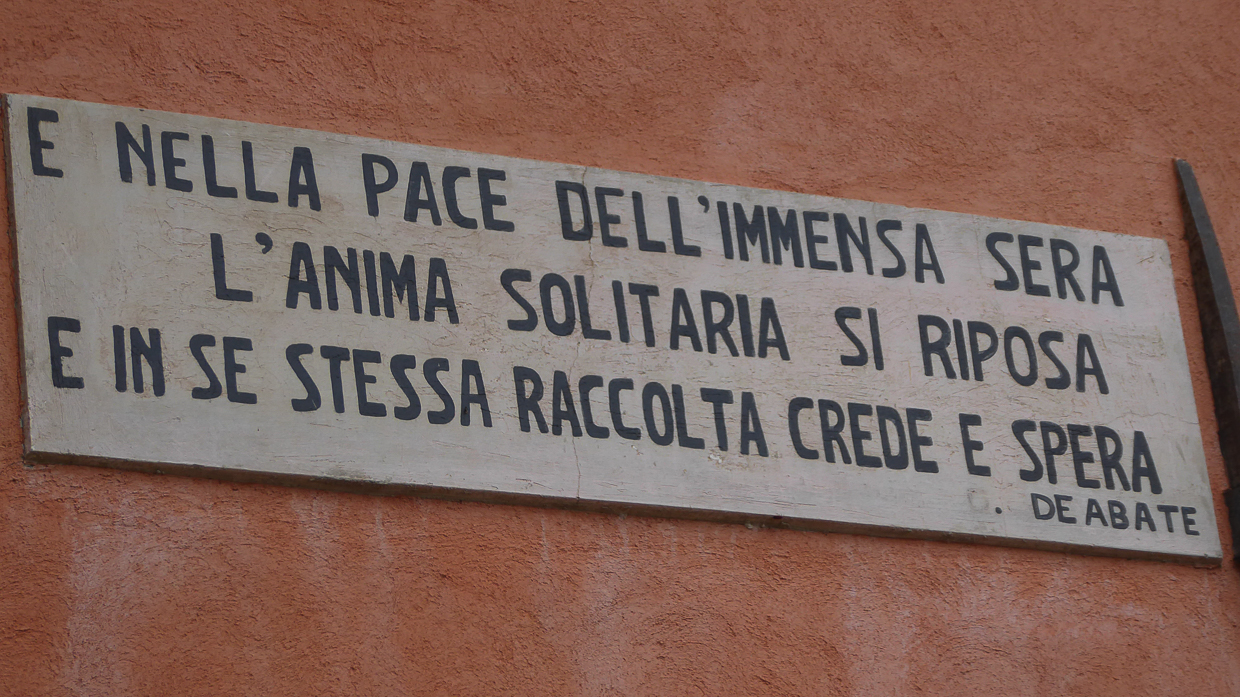 E NELLA PACE DELL'IMMENSA SERA
L'ANIMA SOLITARIA SI RIPOSA
E IN SE STESSA RACCOLTA CREDE E SPERA
DE ABATE